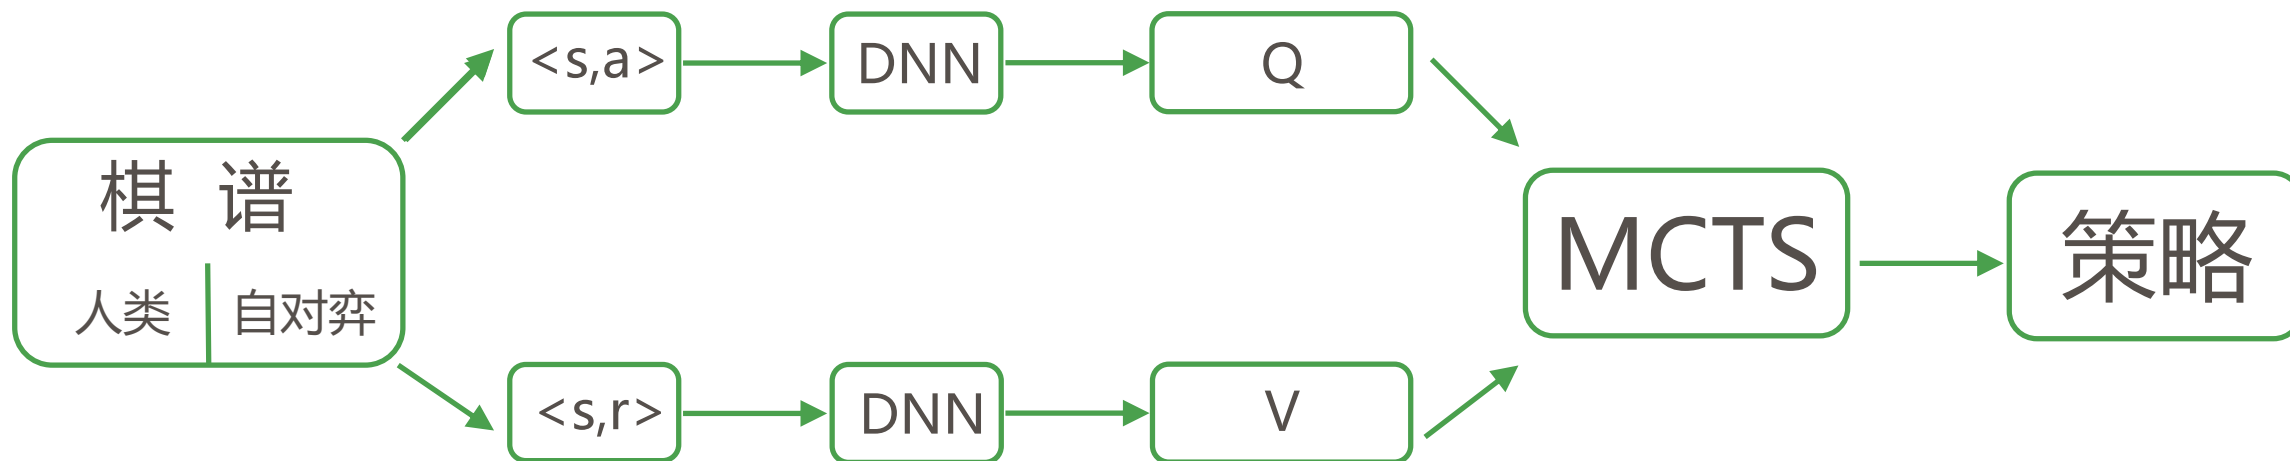 <s,a>
DNN
Q
棋 谱
人类
自对弈
MCTS
策略
<s,r>
DNN
V